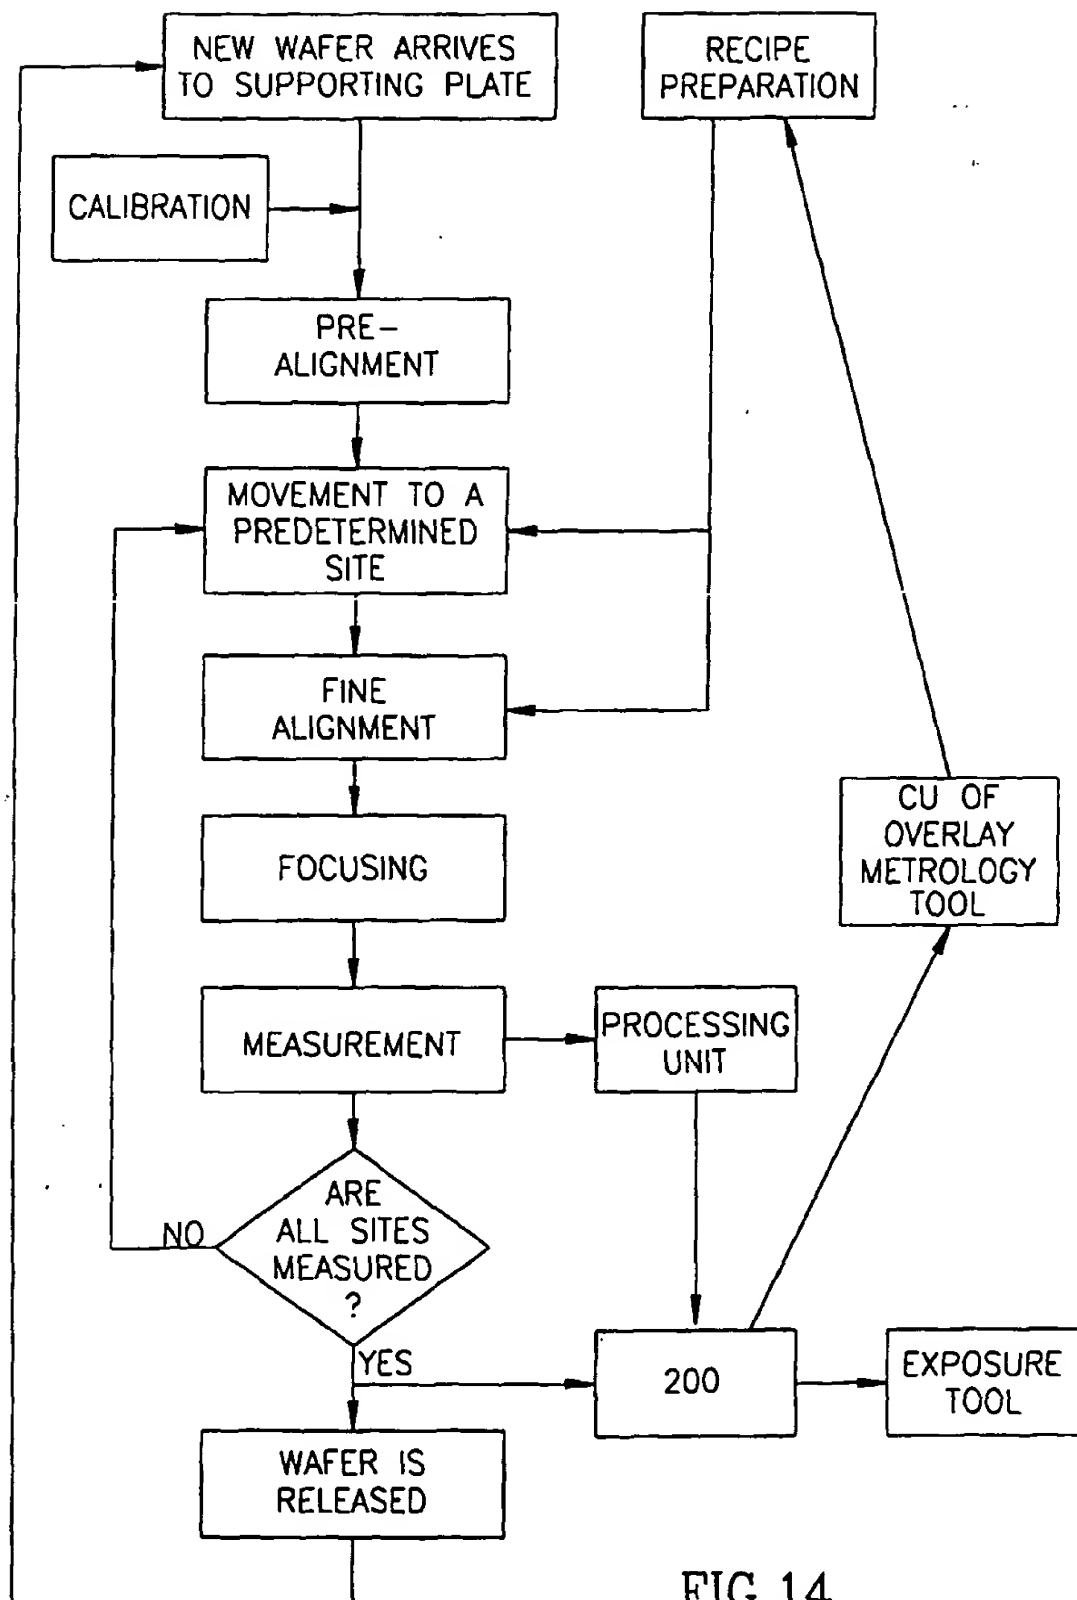 NEW WAFER ARRIVES
TO SUPPORTING PLATE
RECIPE
PREPARATION
CALIBRATION
PRE-
ALIGNMENT
MOVEMENT TO A
PREDETERMINED
SITE
FINE
ALIGNMENT
CU OF
OVERLAY
METROLOGY
TOOL
FOCUSING
MEASUREMENT
PROCESSING
UNIT
ARE
ALL SITES
MEASURED
?
NO
YES
200
EXPOSURE
TOOL
WAFER IS
RELEASED
FIG.14